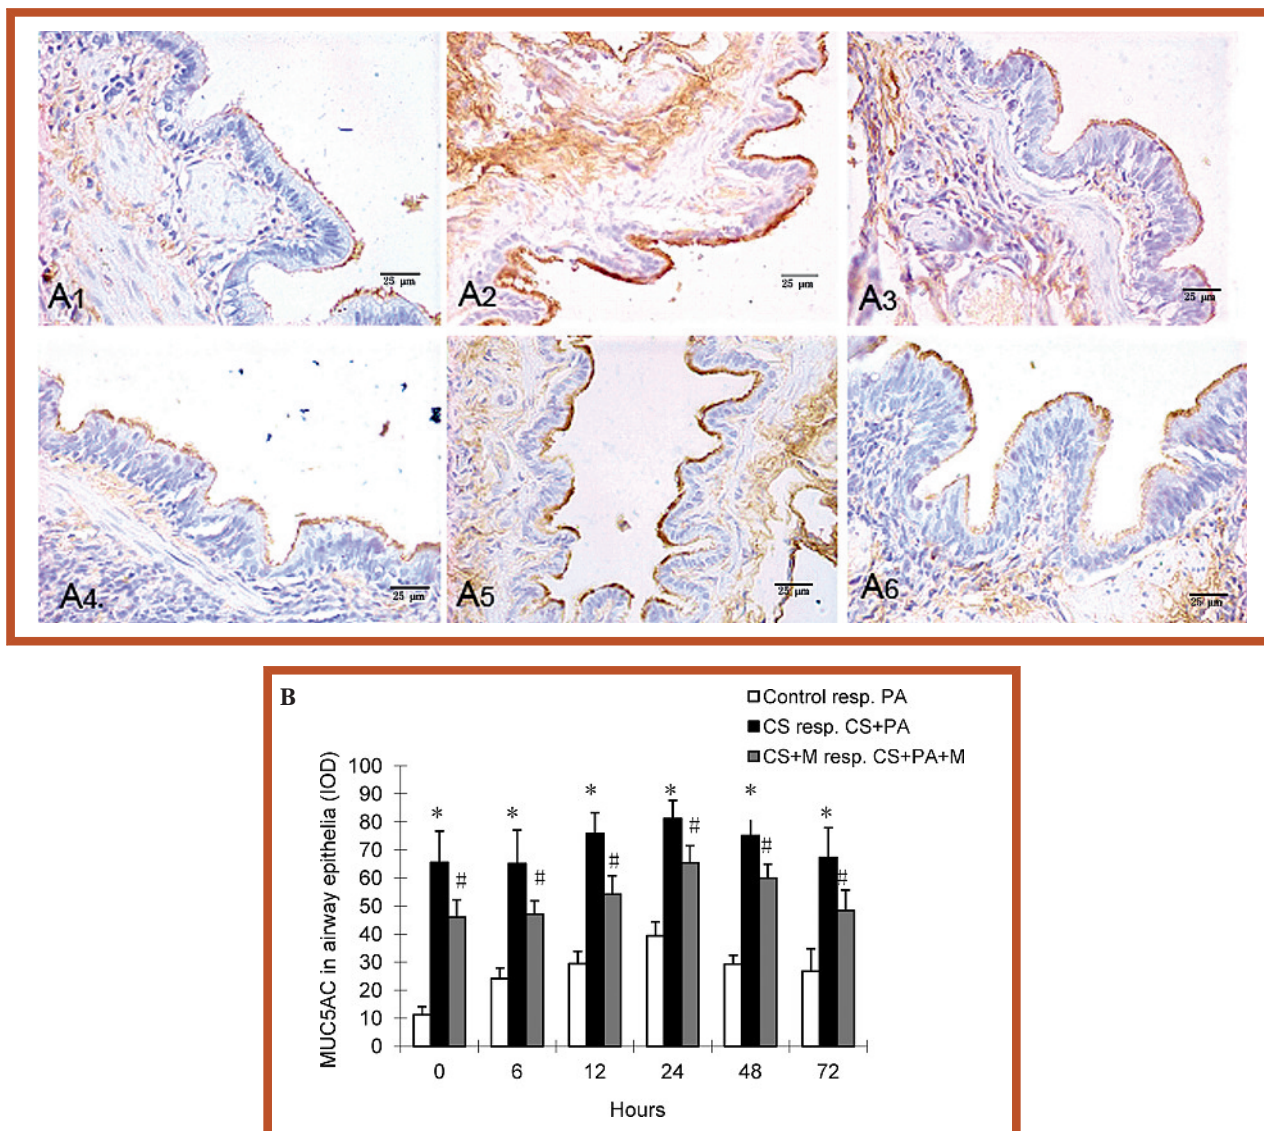 25 μm
A1
25 μm
A2
25 μm
A3
25 μm
A4.
25 μm
A5
25 μm
A6
B
Control resp. PA
CS resp. CS+PA
CS+M resp. CS+PA+M
MUC5AC in airway epithelia (IOD)
100
90
80
70
60
50
40
30
20
10
0
* * * * * *
# # # # # #
0 6 12 24 48 72
Hours